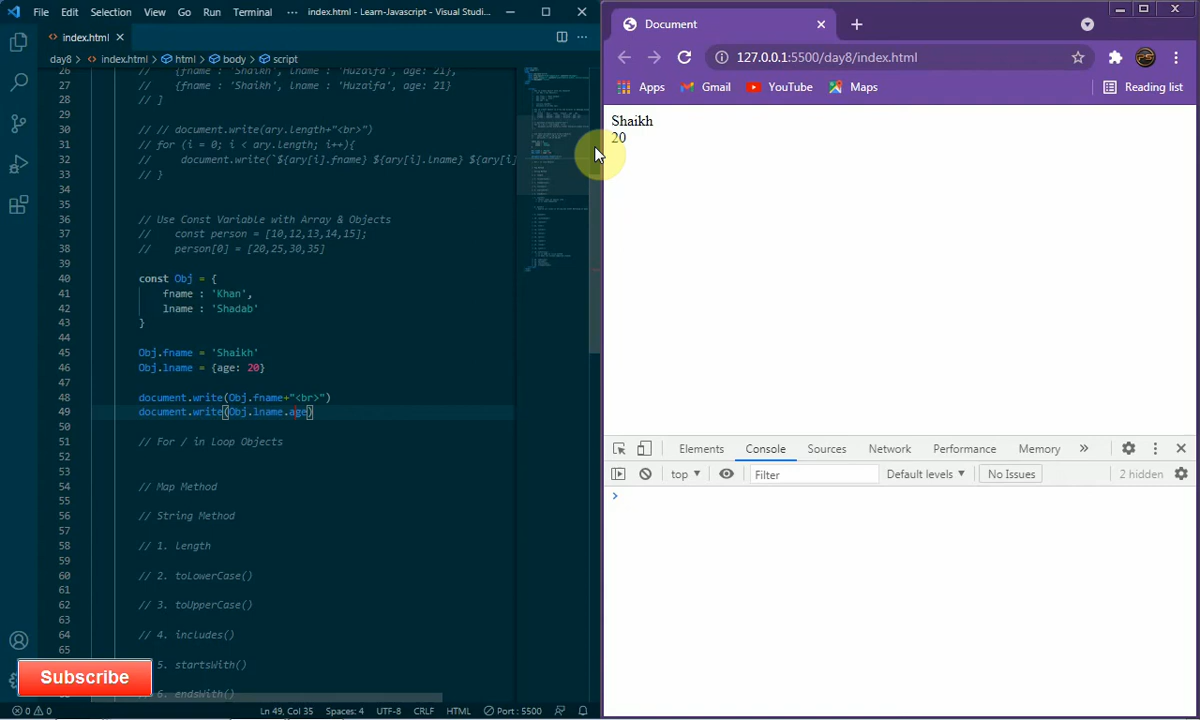 File Edit Selection View Go Run Terminal ··· index.html - Learn-Javascript - Visual Studi...
index.html
day8 > index.html > html > body > script
26 // {fname : 'Shaikh', lname : 'Huzaifa', age: 21},
27 // {fname : 'Shaikh', lname : 'Huzaifa', age: 21}
28 // ]
29
30 // // document.write(ary.length+"<br>")
31 // for (i = 0; i < ary.length; i++){
32 // document.write(`${ary[i].fname} ${ary[i].lname} ${ary[i]
33 // }
34
35
36 // Use Const Variable with Array & Objects
37 // const person = [10,12,13,14,15];
38 // person[0] = [20,25,30,35]
39
40 const Obj = {
41 fname : 'Khan',
42 lname : 'Shadab'
43 }
44
45 Obj.fname = 'Shaikh'
46 Obj.lname = {age: 20}
47
48 document.write(Obj.fname+"<br>")
49 document.write(Obj.lname.age)
50
51 // For / in Loop Objects
52
53
54 // Map Method
55
56 // String Method
57
58 // 1. length
59
60 // 2. toLowerCase()
61
62 // 3. toUpperCase()
63
64 // 4. includes()
65
// 5. startsWith()
// 6. endsWith()
Subscribe
0 0 Ln 49, Col 35 Spaces: 4 UTF-8 CRLF HTML Port : 5500
Document
127.0.0.1:5500/day8/index.html
Apps Gmail YouTube Maps Reading list
Shaikh
20
Elements Console Sources Network Performance Memory
top Filter Default levels No Issues 2 hidden